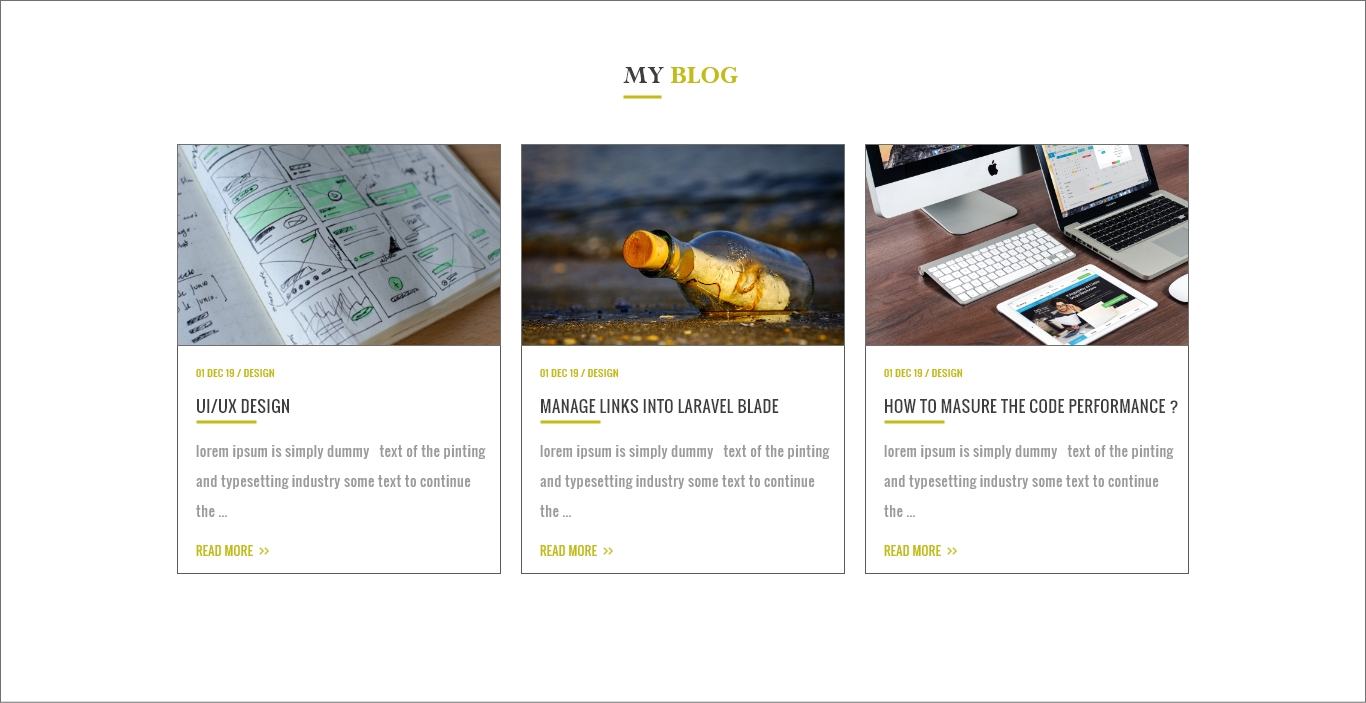 MY BLOG
01 DEC 19 / DESIGN
UI/UX DESIGN
lorem ipsum is simply dummy text of the pinting
and typesetting industry some text to continue
the ...
READ MORE >>
01 DEC 19 / DESIGN
MANAGE LINKS INTO LARAVEL BLADE
lorem ipsum is simply dummy text of the pinting
and typesetting industry some text to continue
the ...
READ MORE >>
01 DEC 19 / DESIGN
HOW TO MASURE THE CODE PERFORMANCE ?
lorem ipsum is simply dummy text of the pinting
and typesetting industry some text to continue
the ...
READ MORE >>